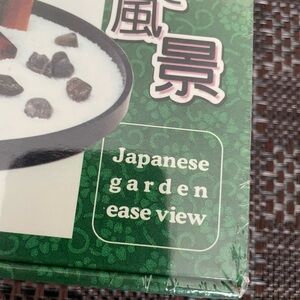 風
景
Japanese
garden
ease view